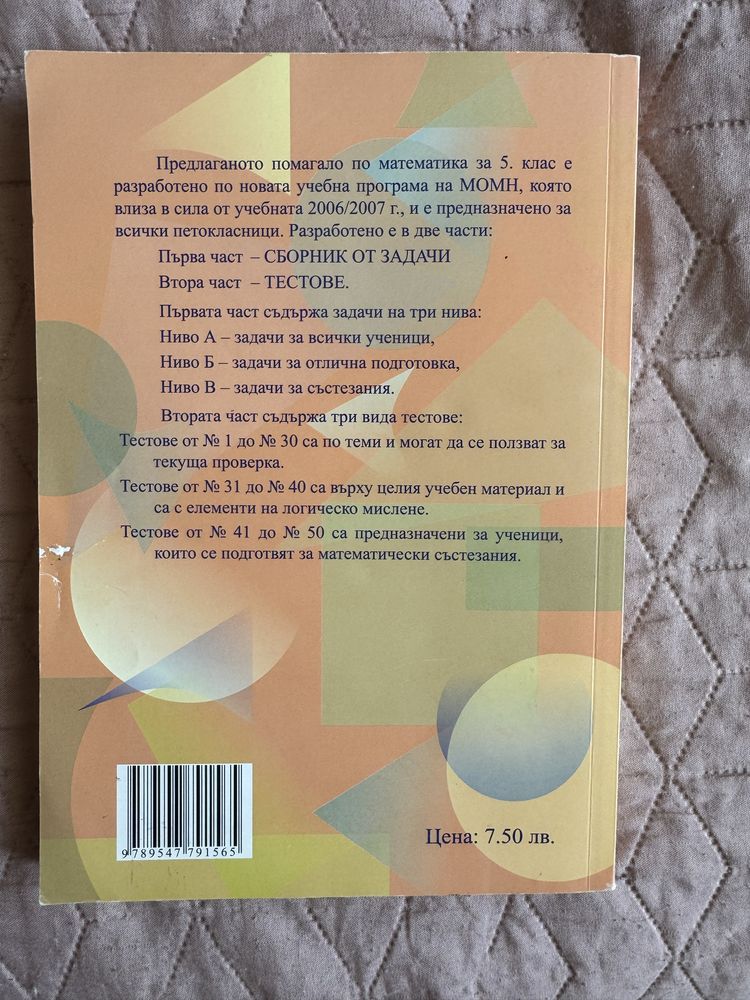 Предлаганото помагало по математика за 5. клас е
разработено по новата учебна програма на МОМН, която
влиза в сила от учебната 2006/2007 г., и е предназначено за
всички петокласници. Разработено е в две части:
Първа част – СБОРНИК ОТ ЗАДАЧИ
Втора част – ТЕСТОВЕ.
Първата част съдържа задачи на три нива:
Ниво А – задачи за всички ученици,
Ниво Б – задачи за отлична подготовка,
Ниво В – задачи за състезания.
Втората част съдържа три вида тестове:
Тестове от № 1 до № 30 са по теми и могат да се ползват за
текуща проверка.
Тестове от № 31 до № 40 са върху целия учебен материал и
са с елементи на логическо мислене.
Тестове от № 41 до № 50 са предназначени за ученици,
които се подготвят за математически състезания.
Цена: 7.50 лв.
9 789547 791565